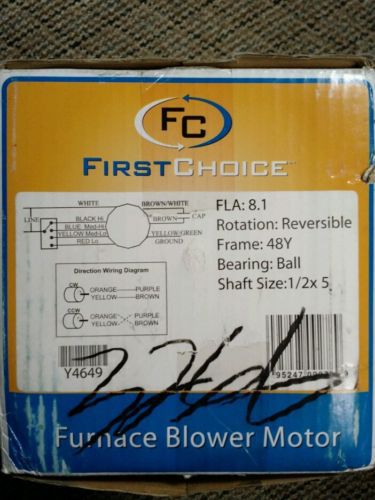 FC
FIRSTCHOICE
WHITE BROWN/WHITE
LINE
BLACK Hi
BLUE Med-Hi
YELLOW Med-Lo
RED Lo
BROWN
CAP
YELLOW/GREEN
GROUND
Direction Wiring Diagram
CW
ORANGE PURPLE
YELLOW BROWN
CCW
ORANGE PURPLE
YELLOW BROWN
FLA: 8.1
Rotation: Reversible
Frame: 48Y
Bearing: Ball
Shaft Size:1/2x 5
Y4649
95247
Furnace Blower Motor